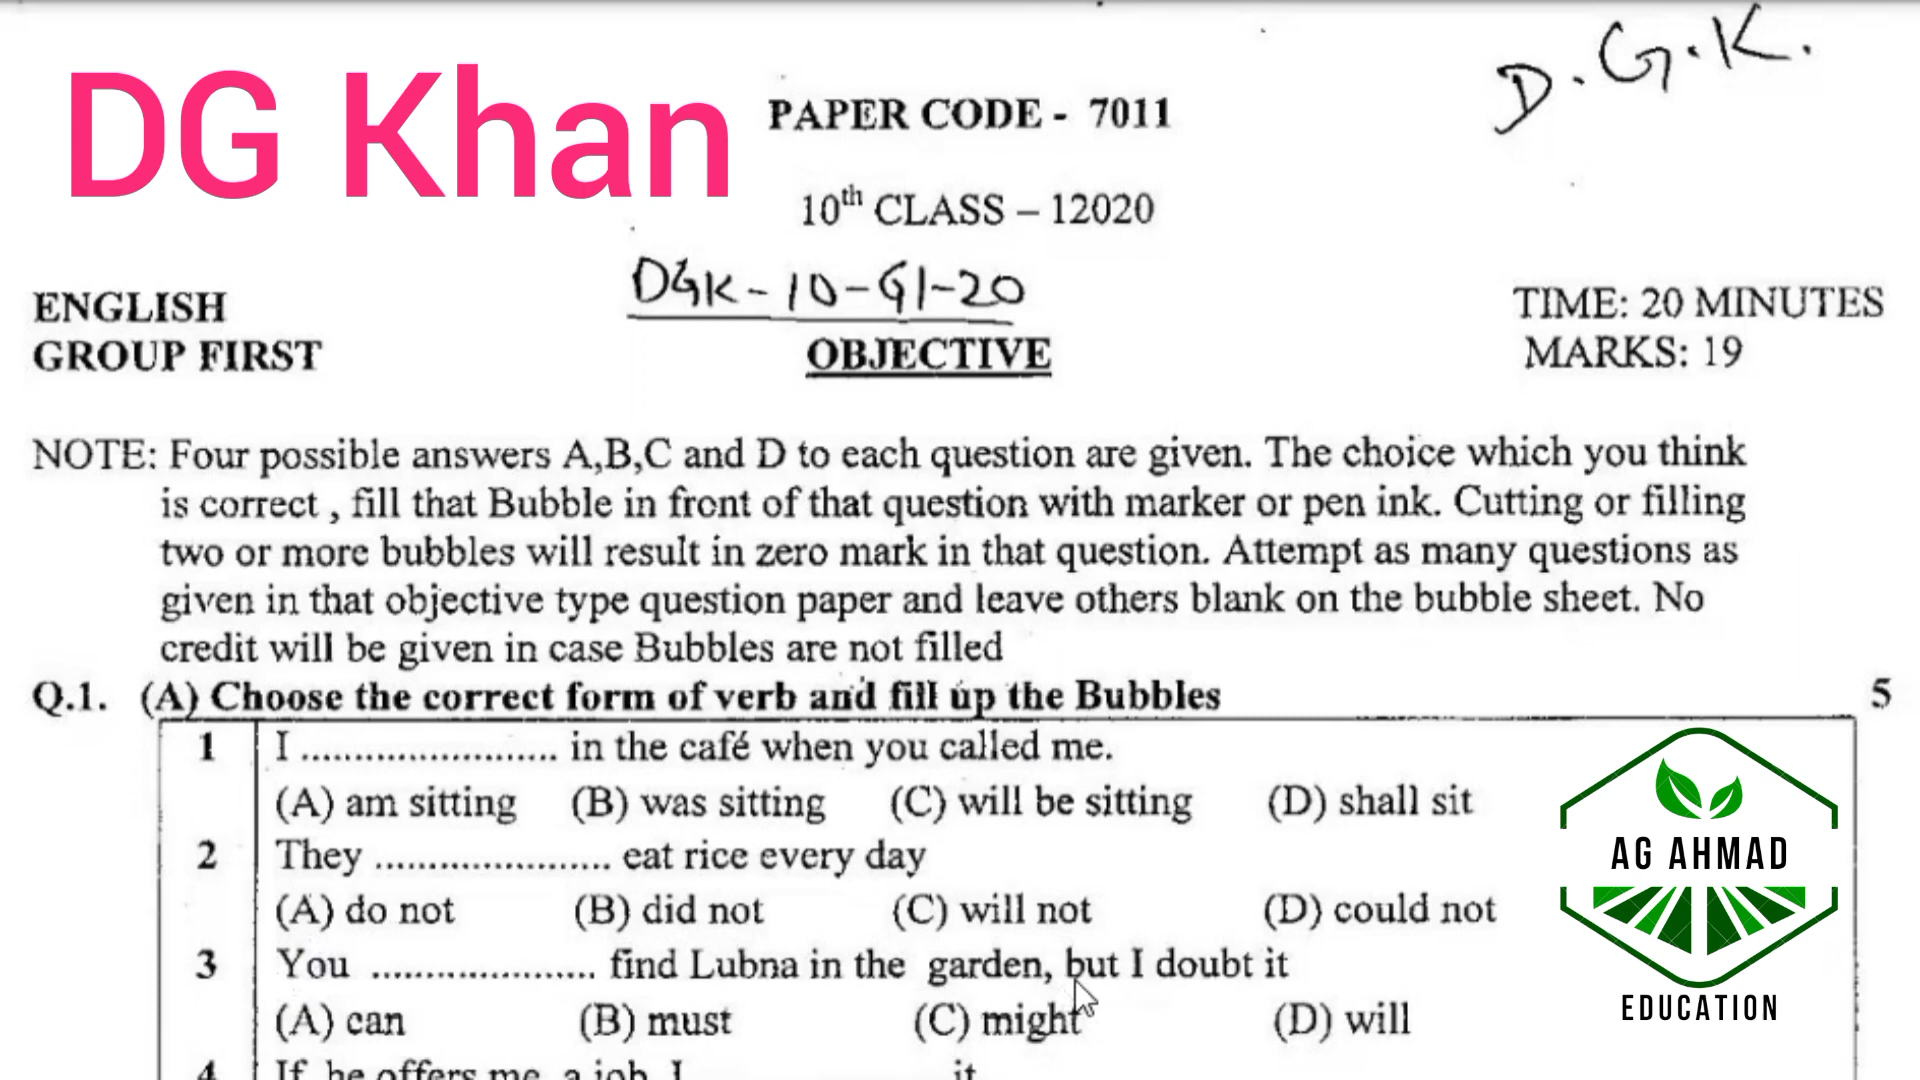 D.G.K.
DG Khan
PAPER CODE - 7011
10th CLASS – 12020
DGK-10-G1-20
ENGLISH
TIME: 20 MINUTES
GROUP FIRST
OBJECTIVE
MARKS: 19
NOTE: Four possible answers A,B,C and D to each question are given. The choice which you think
is correct , fill that Bubble in front of that question with marker or pen ink. Cutting or filling
two or more bubbles will result in zero mark in that question. Attempt as many questions as
given in that objective type question paper and leave others blank on the bubble sheet. No
credit will be given in case Bubbles are not filled
Q.1. (A) Choose the correct form of verb and fill up the Bubbles 5
1 I ........................ in the café when you called me.
(A) am sitting (B) was sitting (C) will be sitting (D) shall sit
2 They ...................... eat rice every day
(A) do not (B) did not (C) will not (D) could not
3 You ..................... find Lubna in the garden, but I doubt it
(A) can (B) must (C) might (D) will
4 If he offers me a job I it
AG AHMAD
EDUCATION